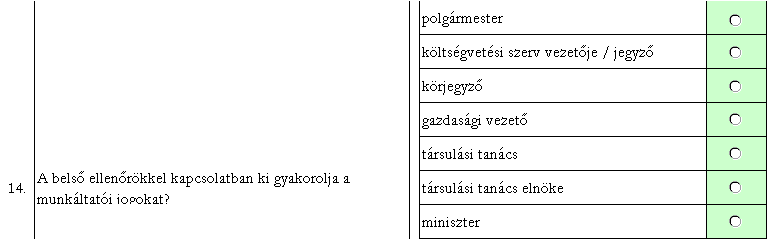 polgármester
költségvetési szerv vezetője / jegyző
körjegyző
gazdasági vezető
társulási tanács
14. A belső ellenőrökkel kapcsolatban ki gyakorolja a
munkáltatói jogokat?
társulási tanács elnöke
miniszter